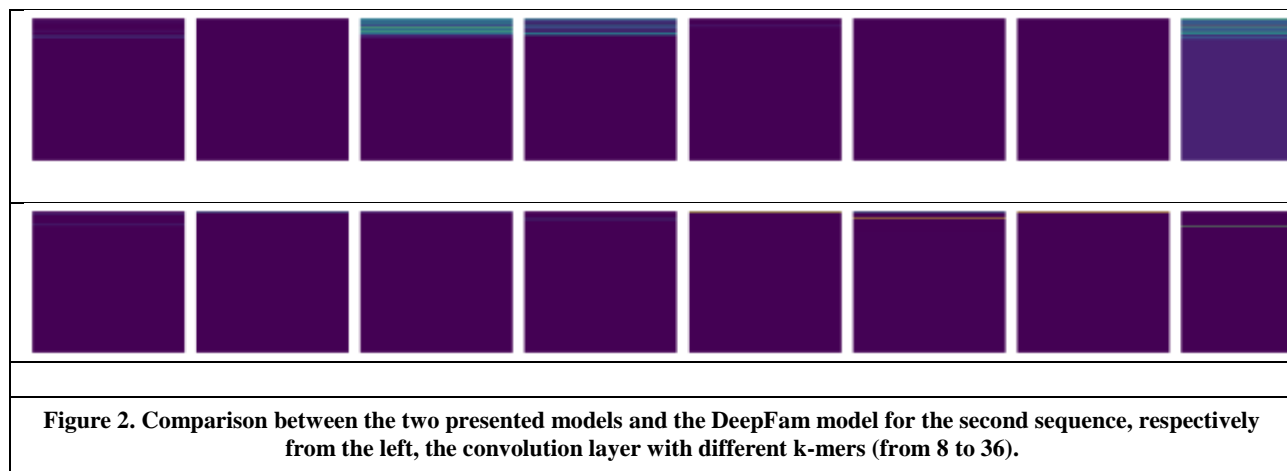 Figure 2. Comparison between the two presented models and the DeepFam model for the second sequence, respectively
from the left, the convolution layer with different k-mers (from 8 to 36).